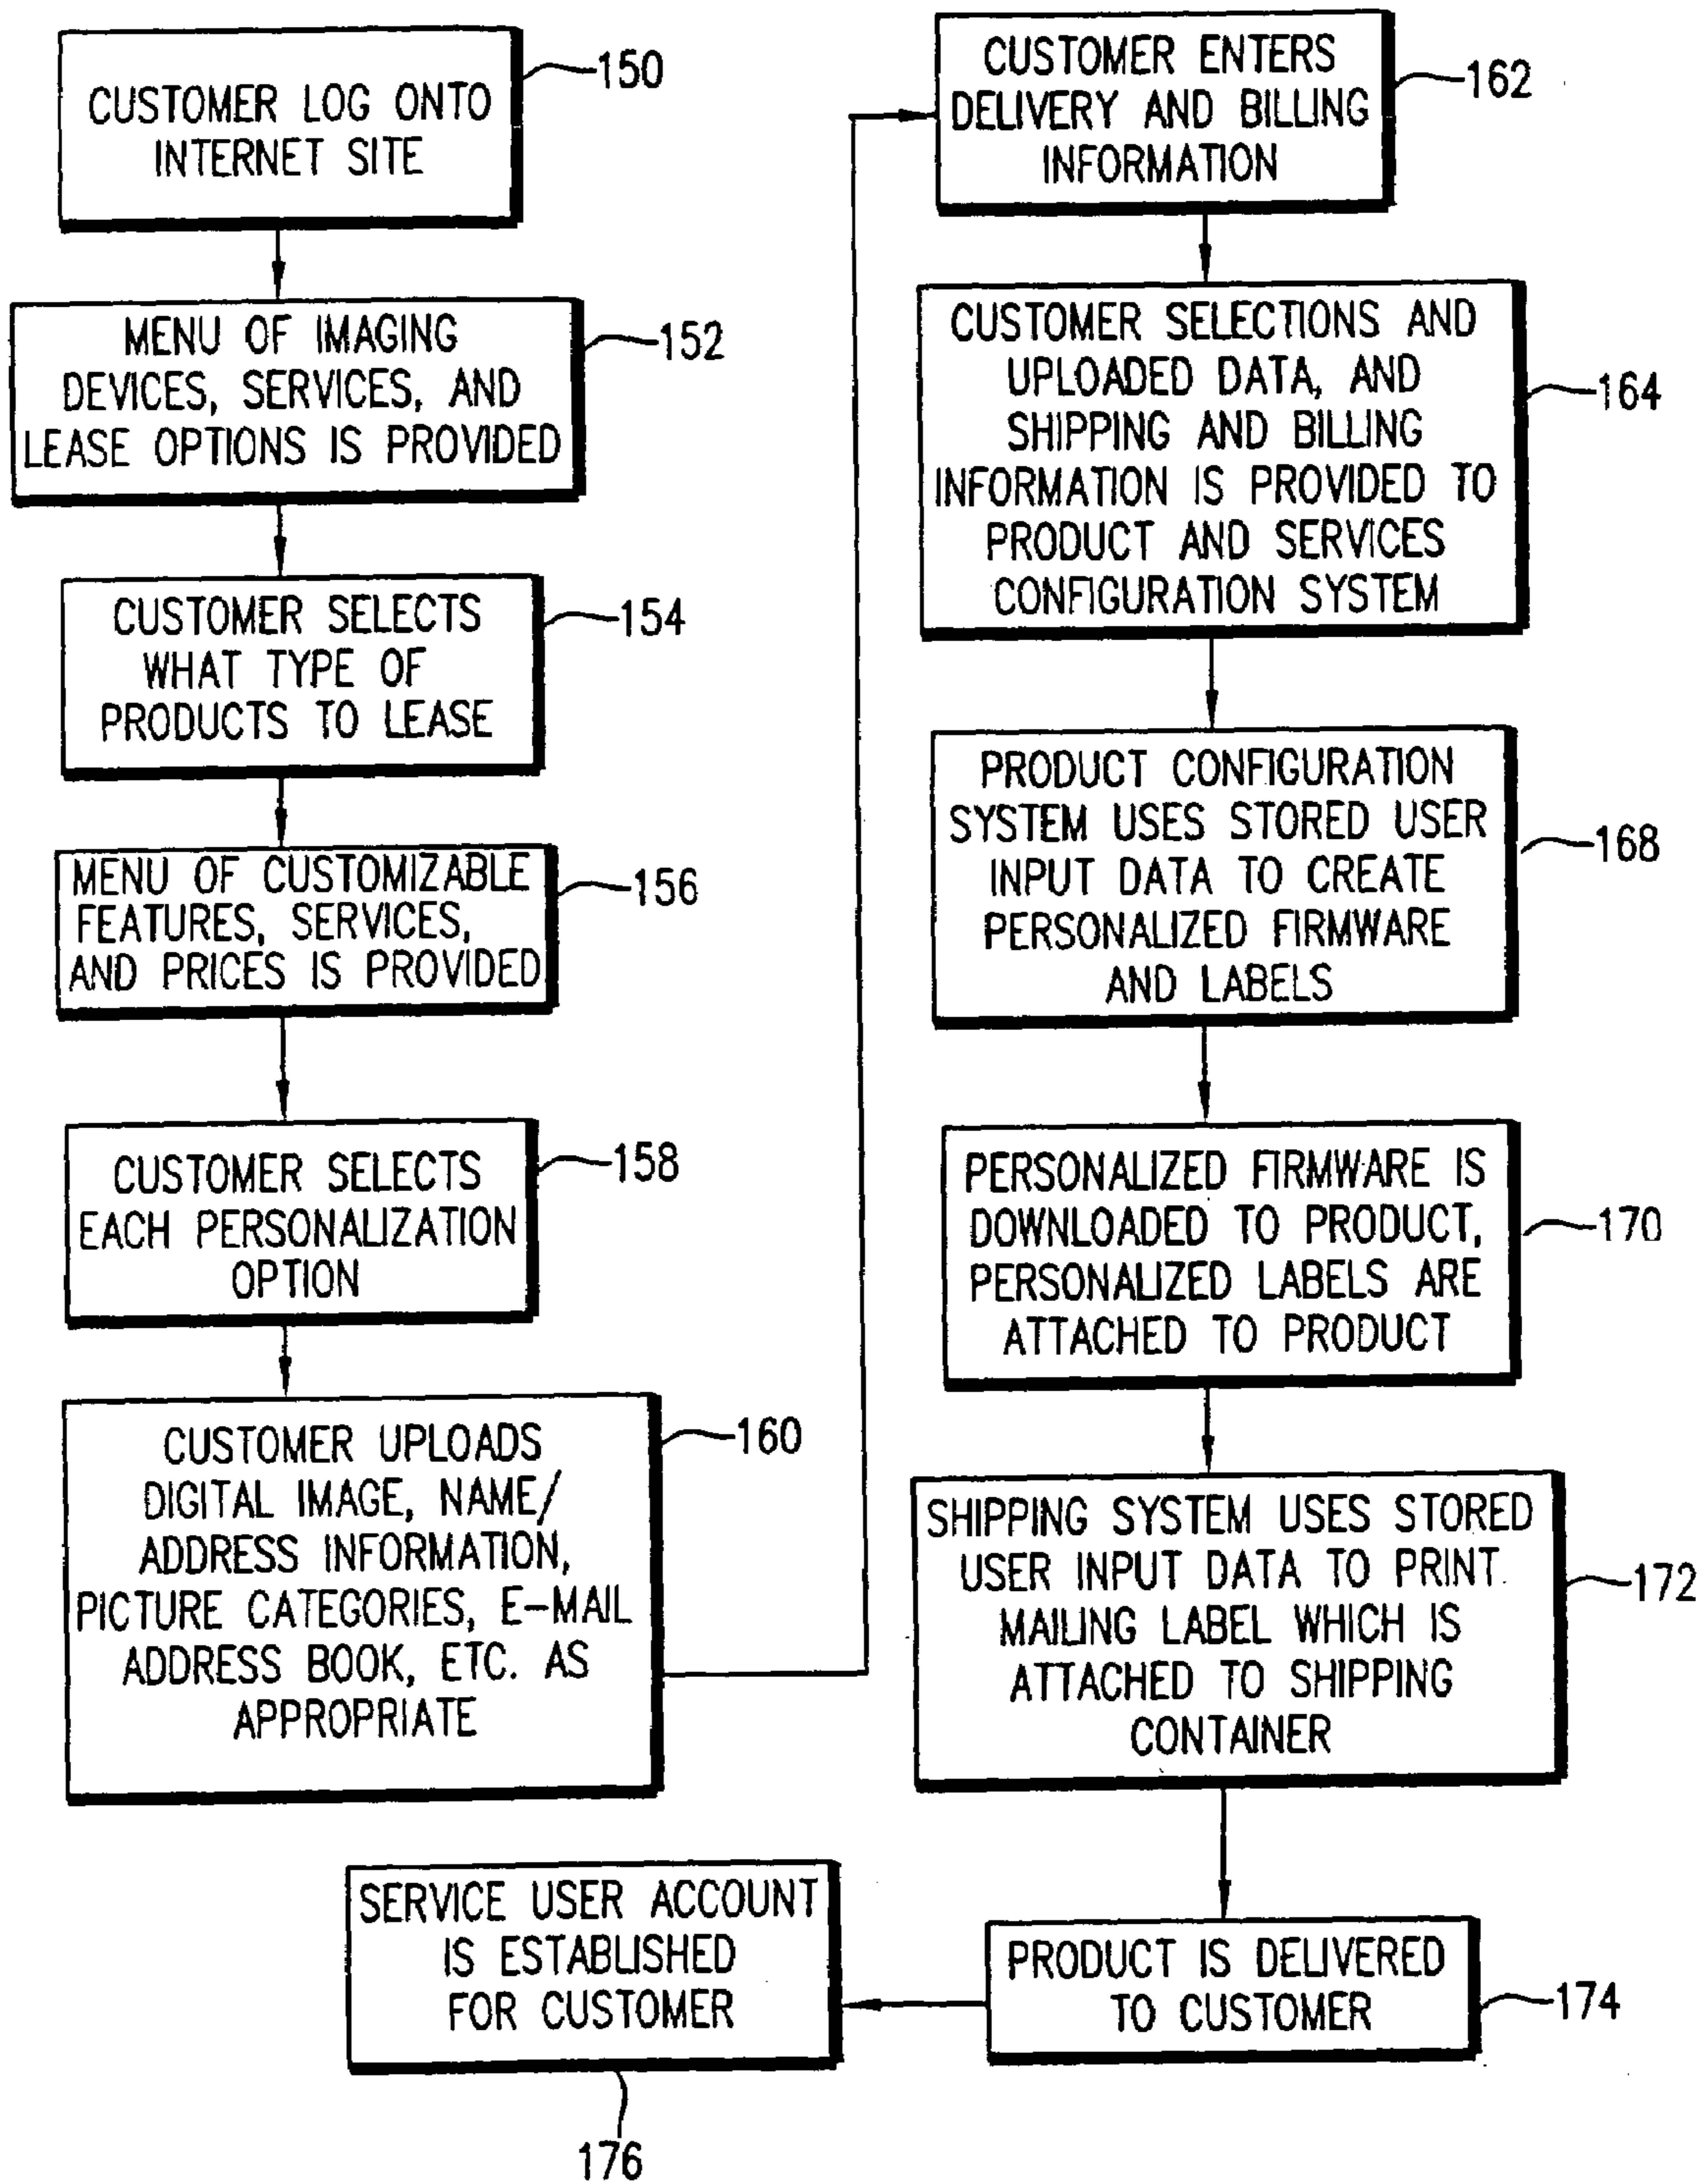 CUSTOMER LOG ONTO
INTERNET SITE
150
MENU OF IMAGING
DEVICES, SERVICES, AND
LEASE OPTIONS IS PROVIDED
152
CUSTOMER SELECTS
WHAT TYPE OF
PRODUCTS TO LEASE
154
MENU OF CUSTOMIZABLE
FEATURES, SERVICES,
AND PRICES IS PROVIDED
156
CUSTOMER SELECTS
EACH PERSONALIZATION
OPTION
158
CUSTOMER UPLOADS
DIGITAL IMAGE, NAME/
ADDRESS INFORMATION,
PICTURE CATEGORIES, E-MAIL
ADDRESS BOOK, ETC. AS
APPROPRIATE
160
CUSTOMER ENTERS
DELIVERY AND BILLING
INFORMATION
162
CUSTOMER SELECTIONS AND
UPLOADED DATA, AND
SHIPPING AND BILLING
INFORMATION IS PROVIDED TO
PRODUCT AND SERVICES
CONFIGURATION SYSTEM
164
PRODUCT CONFIGURATION
SYSTEM USES STORED USER
INPUT DATA TO CREATE
PERSONALIZED FIRMWARE
AND LABELS
168
PERSONALIZED FIRMWARE IS
DOWNLOADED TO PRODUCT,
PERSONALIZED LABELS ARE
ATTACHED TO PRODUCT
170
SHIPPING SYSTEM USES STORED
USER INPUT DATA TO PRINT
MAILING LABEL WHICH IS
ATTACHED TO SHIPPING
CONTAINER
172
PRODUCT IS DELIVERED
TO CUSTOMER
174
SERVICE USER ACCOUNT
IS ESTABLISHED
FOR CUSTOMER
176